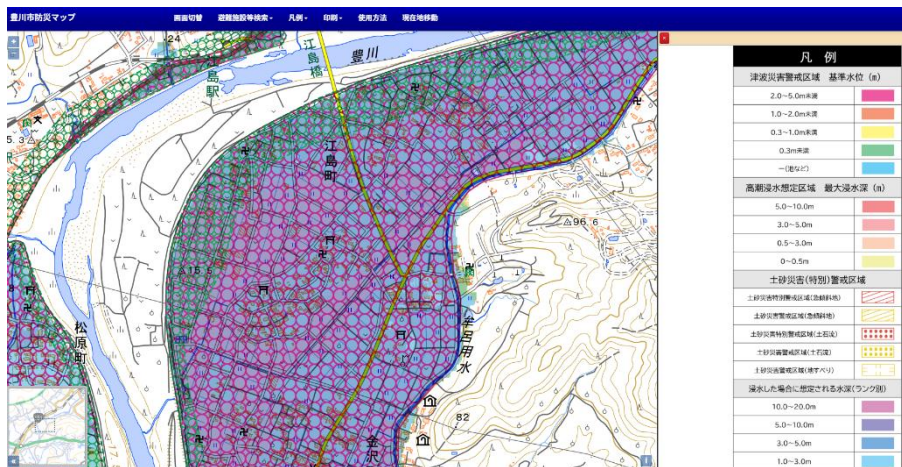 豊川市防災マップ
画面切替
避難施設等検索
凡例
印刷
使用方法
現在地移動
24
江島駅
江島橋
豊川
5.3
江島町
96.6
15.5
松原町
牟呂用水
82
金沢
凡 例
津波災害警戒区域 基準水位 (m)
2.0~5.0m未満
1.0~2.0m未満
0.3~1.0m未満
0.3m未満
ー(池など)
高潮浸水想定区域 最大浸水深 (m)
5.0~10.0m
3.0~5.0m
0.5~3.0m
0~0.5m
土砂災害(特別)警戒区域
土砂災害特別警戒区域(急傾斜地)
土砂災害警戒区域(急傾斜地)
土砂災害特別警戒区域(土石流)
土砂災害警戒区域(土石流)
土砂災害警戒区域(地すべり)
浸水した場合に想定される水深(ランク別)
10.0~20.0m
5.0~10.0m
3.0~5.0m
1.0~3.0m